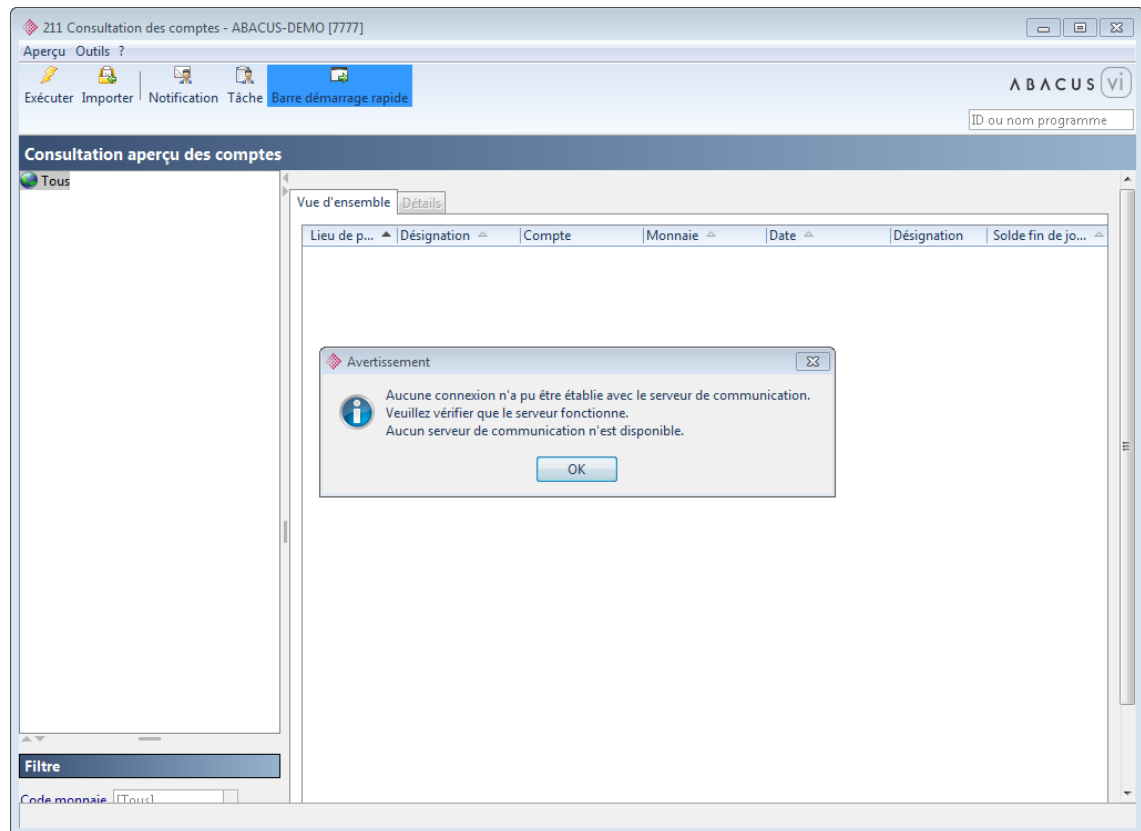 211 Consultation des comptes - ABACUS-DEMO [7777]
Aperçu Outils ?
Exécuter Importer Notification Tâche Barre démarrage rapide
ABACUS vi
ID ou nom programme
Consultation aperçu des comptes
Tous
Vue d'ensemble Détails
Lieu de p... Désignation Compte Monnaie Date Désignation Solde fin de jo...
Avertissement
Aucune connexion n'a pu être établie avec le serveur de communication.
Veuillez vérifier que le serveur fonctionne.
Aucun serveur de communication n'est disponible.
OK
Filtre
Code monnaie [Tous]